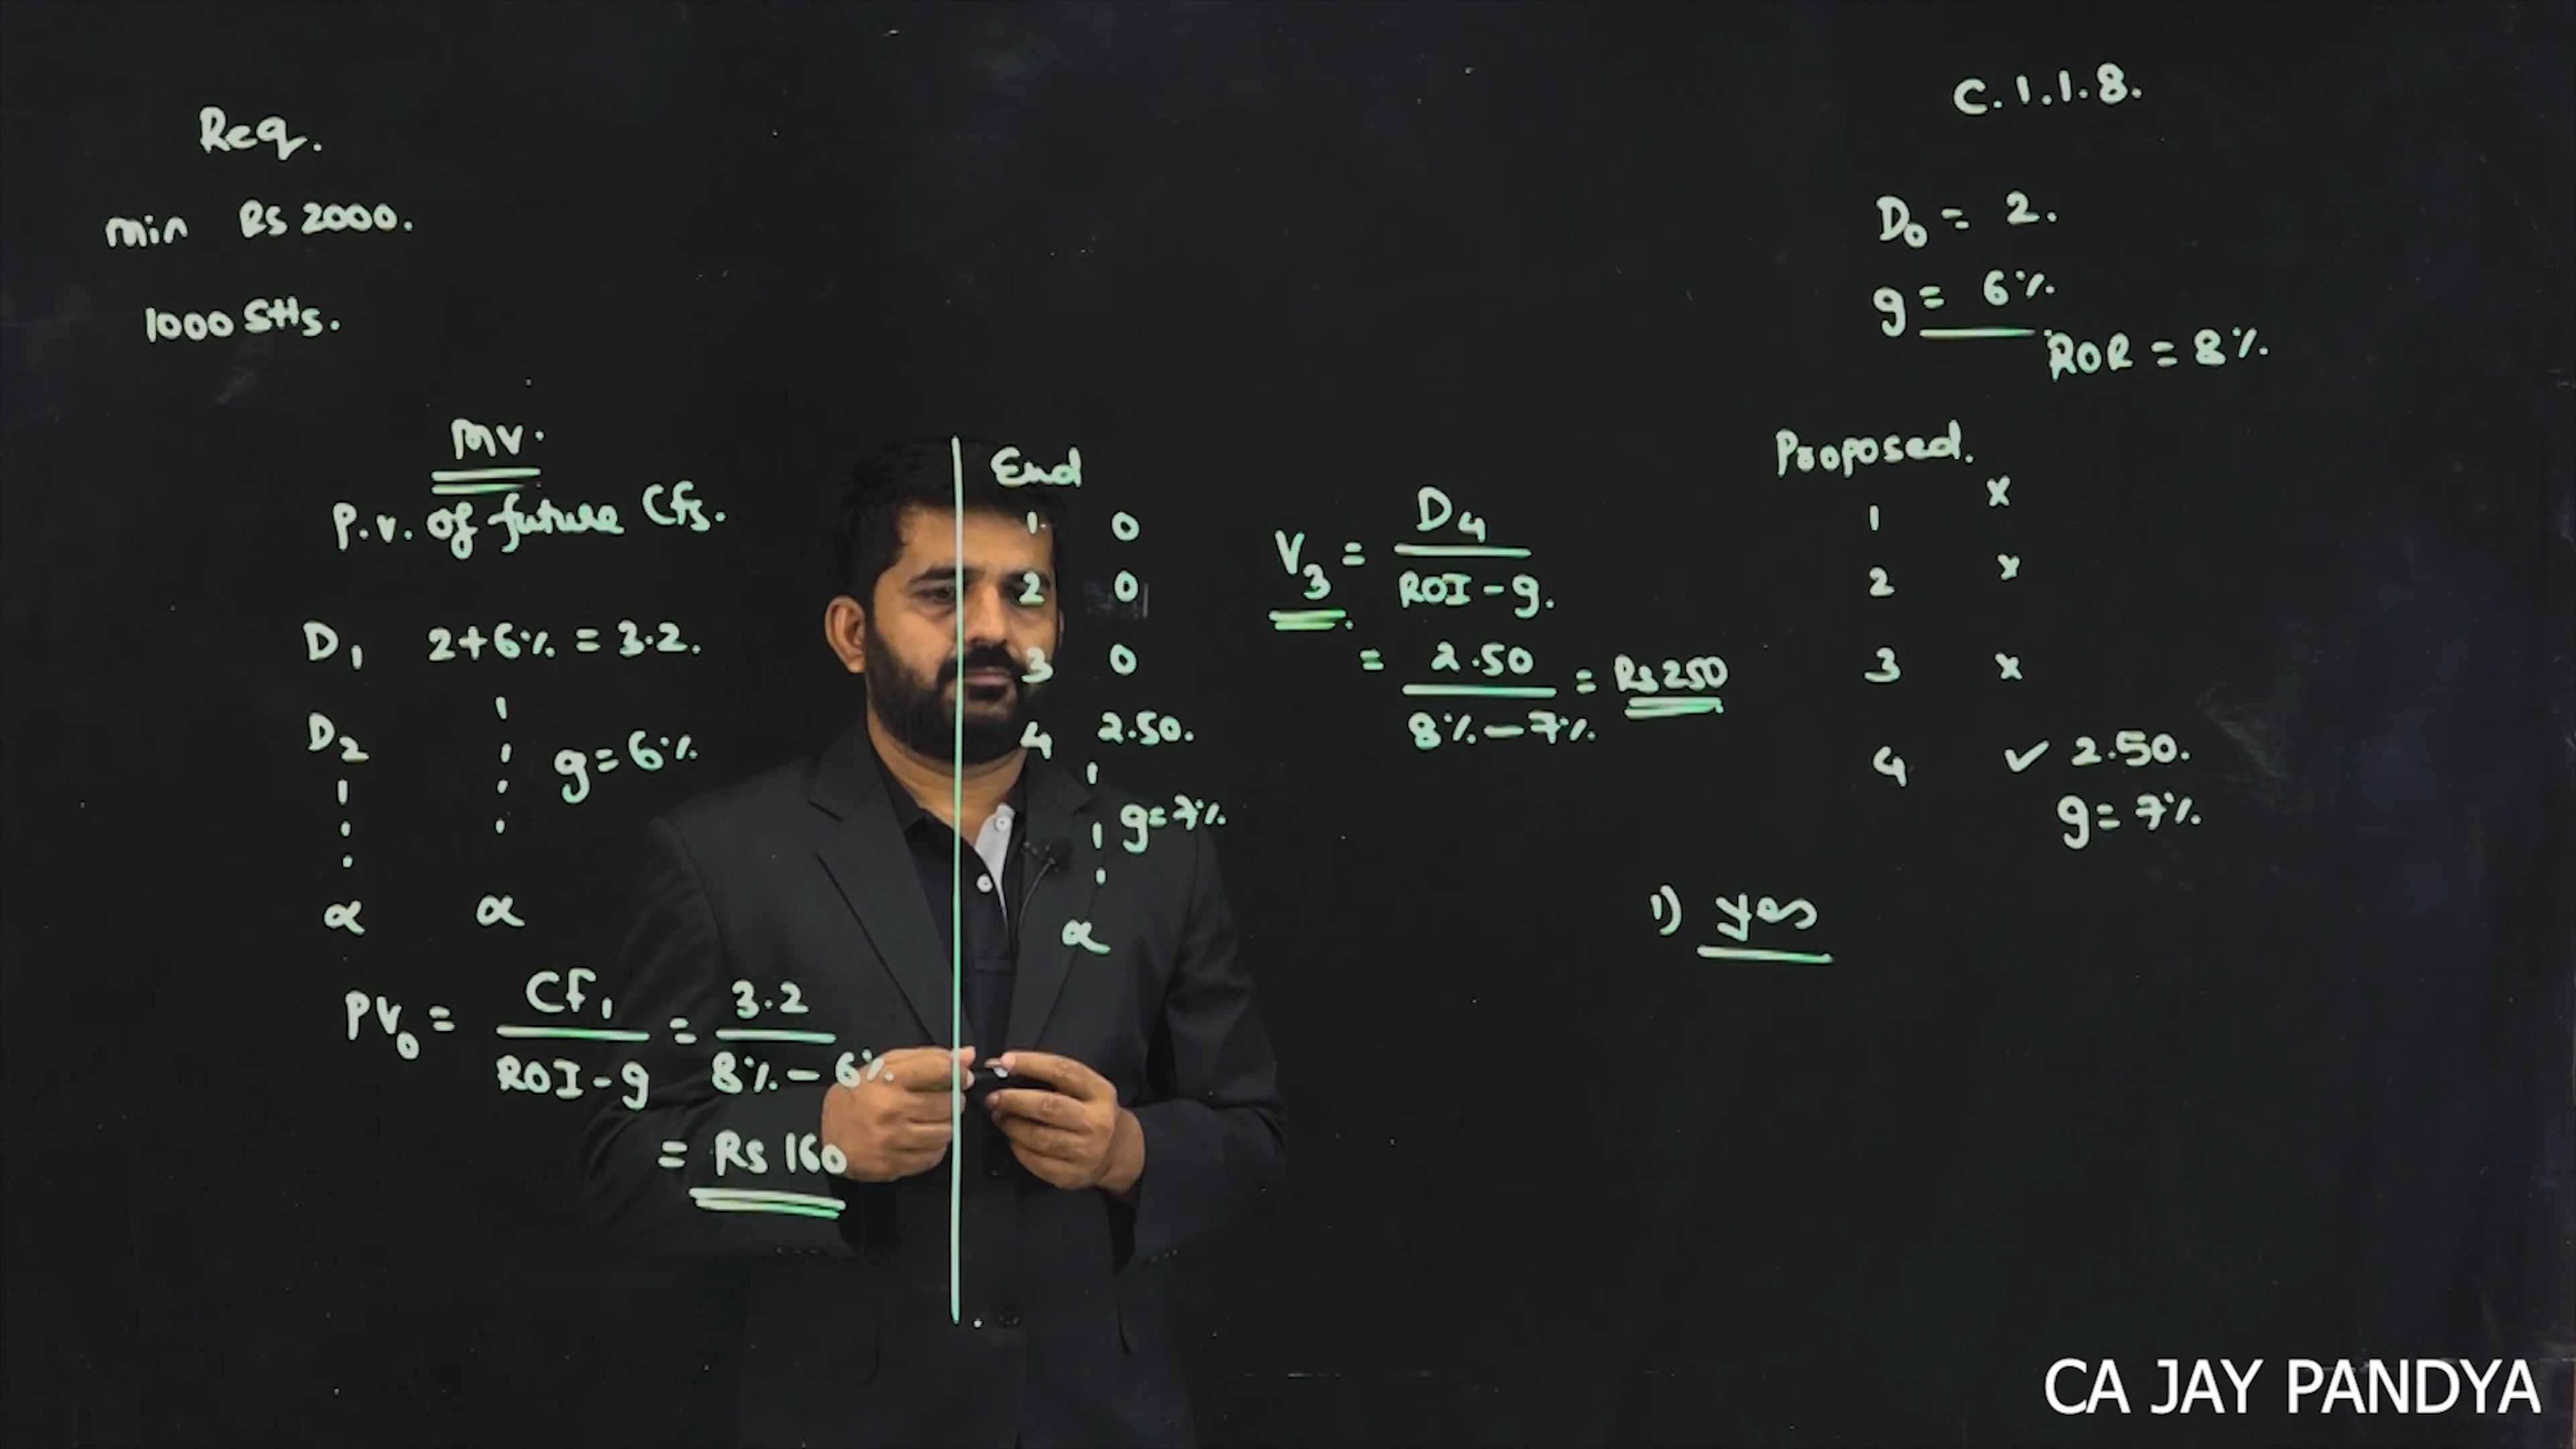 C.1.1.8.
Req.
min Rs 2000.
1000 SHs.
D0 = 2.
g = 6%.
ROR = 8%.
MV.
P.V. of future Cfs.
D1 2+6% = 3.2.
D2 g=6%
α α
PV0 = Cf1 / ROI-g = 3.2 / 8%-6%.
= Rs 160
End
1 0
2 0
3 0
4 2.50.
g=7%.
α
V3 = D4 / ROI-g.
= 2.50 / 8%-7%. = Rs 250
Proposed.
1 x
2 x
3 x
4 ✓ 2.50.
g= 7%.
1) yes
CA JAY PANDYA